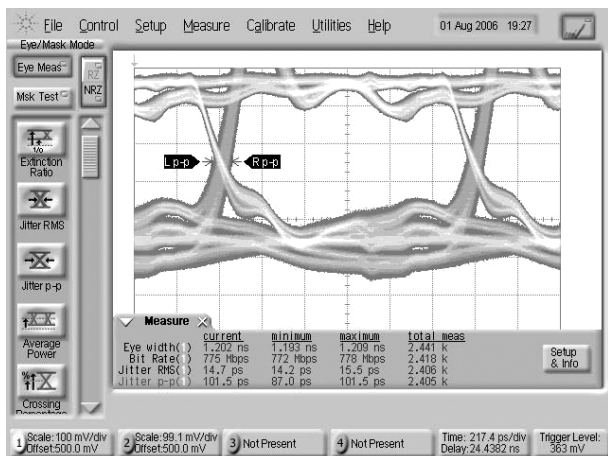 File Control Setup Measure Calibrate Utilities Help 01 Aug 2006 19:27
Eye/Mask Mode
Eye Meas
RZ
NRZ
Msk Test
1/0
Extinction
Ratio
Jitter RMS
Jitter p-p
Average
Power
%
Crossing
L p-p R p-p
Measure
current minimum maximum total meas
Eye width(1) 1.202 ns 1.193 ns 1.209 ns 2.441 k
Bit Rate(1) 775 Mbps 772 Mbps 778 Mbps 2.418 k
Jitter RMS(1) 14.7 ps 14.2 ps 15.5 ps 2.406 k
Jitter p-p(1) 101.5 ps 87.0 ps 101.5 ps 2.405 k
Setup
& Info
1 Scale:100 mV/div
Offset:500.0 mV
2 Scale:99.1 mV/div
Offset:500.0 mV
3 Not Present
4 Not Present
Time: 217.4 ps/div
Delay:24.4382 ns
Trigger Level:
363 mV